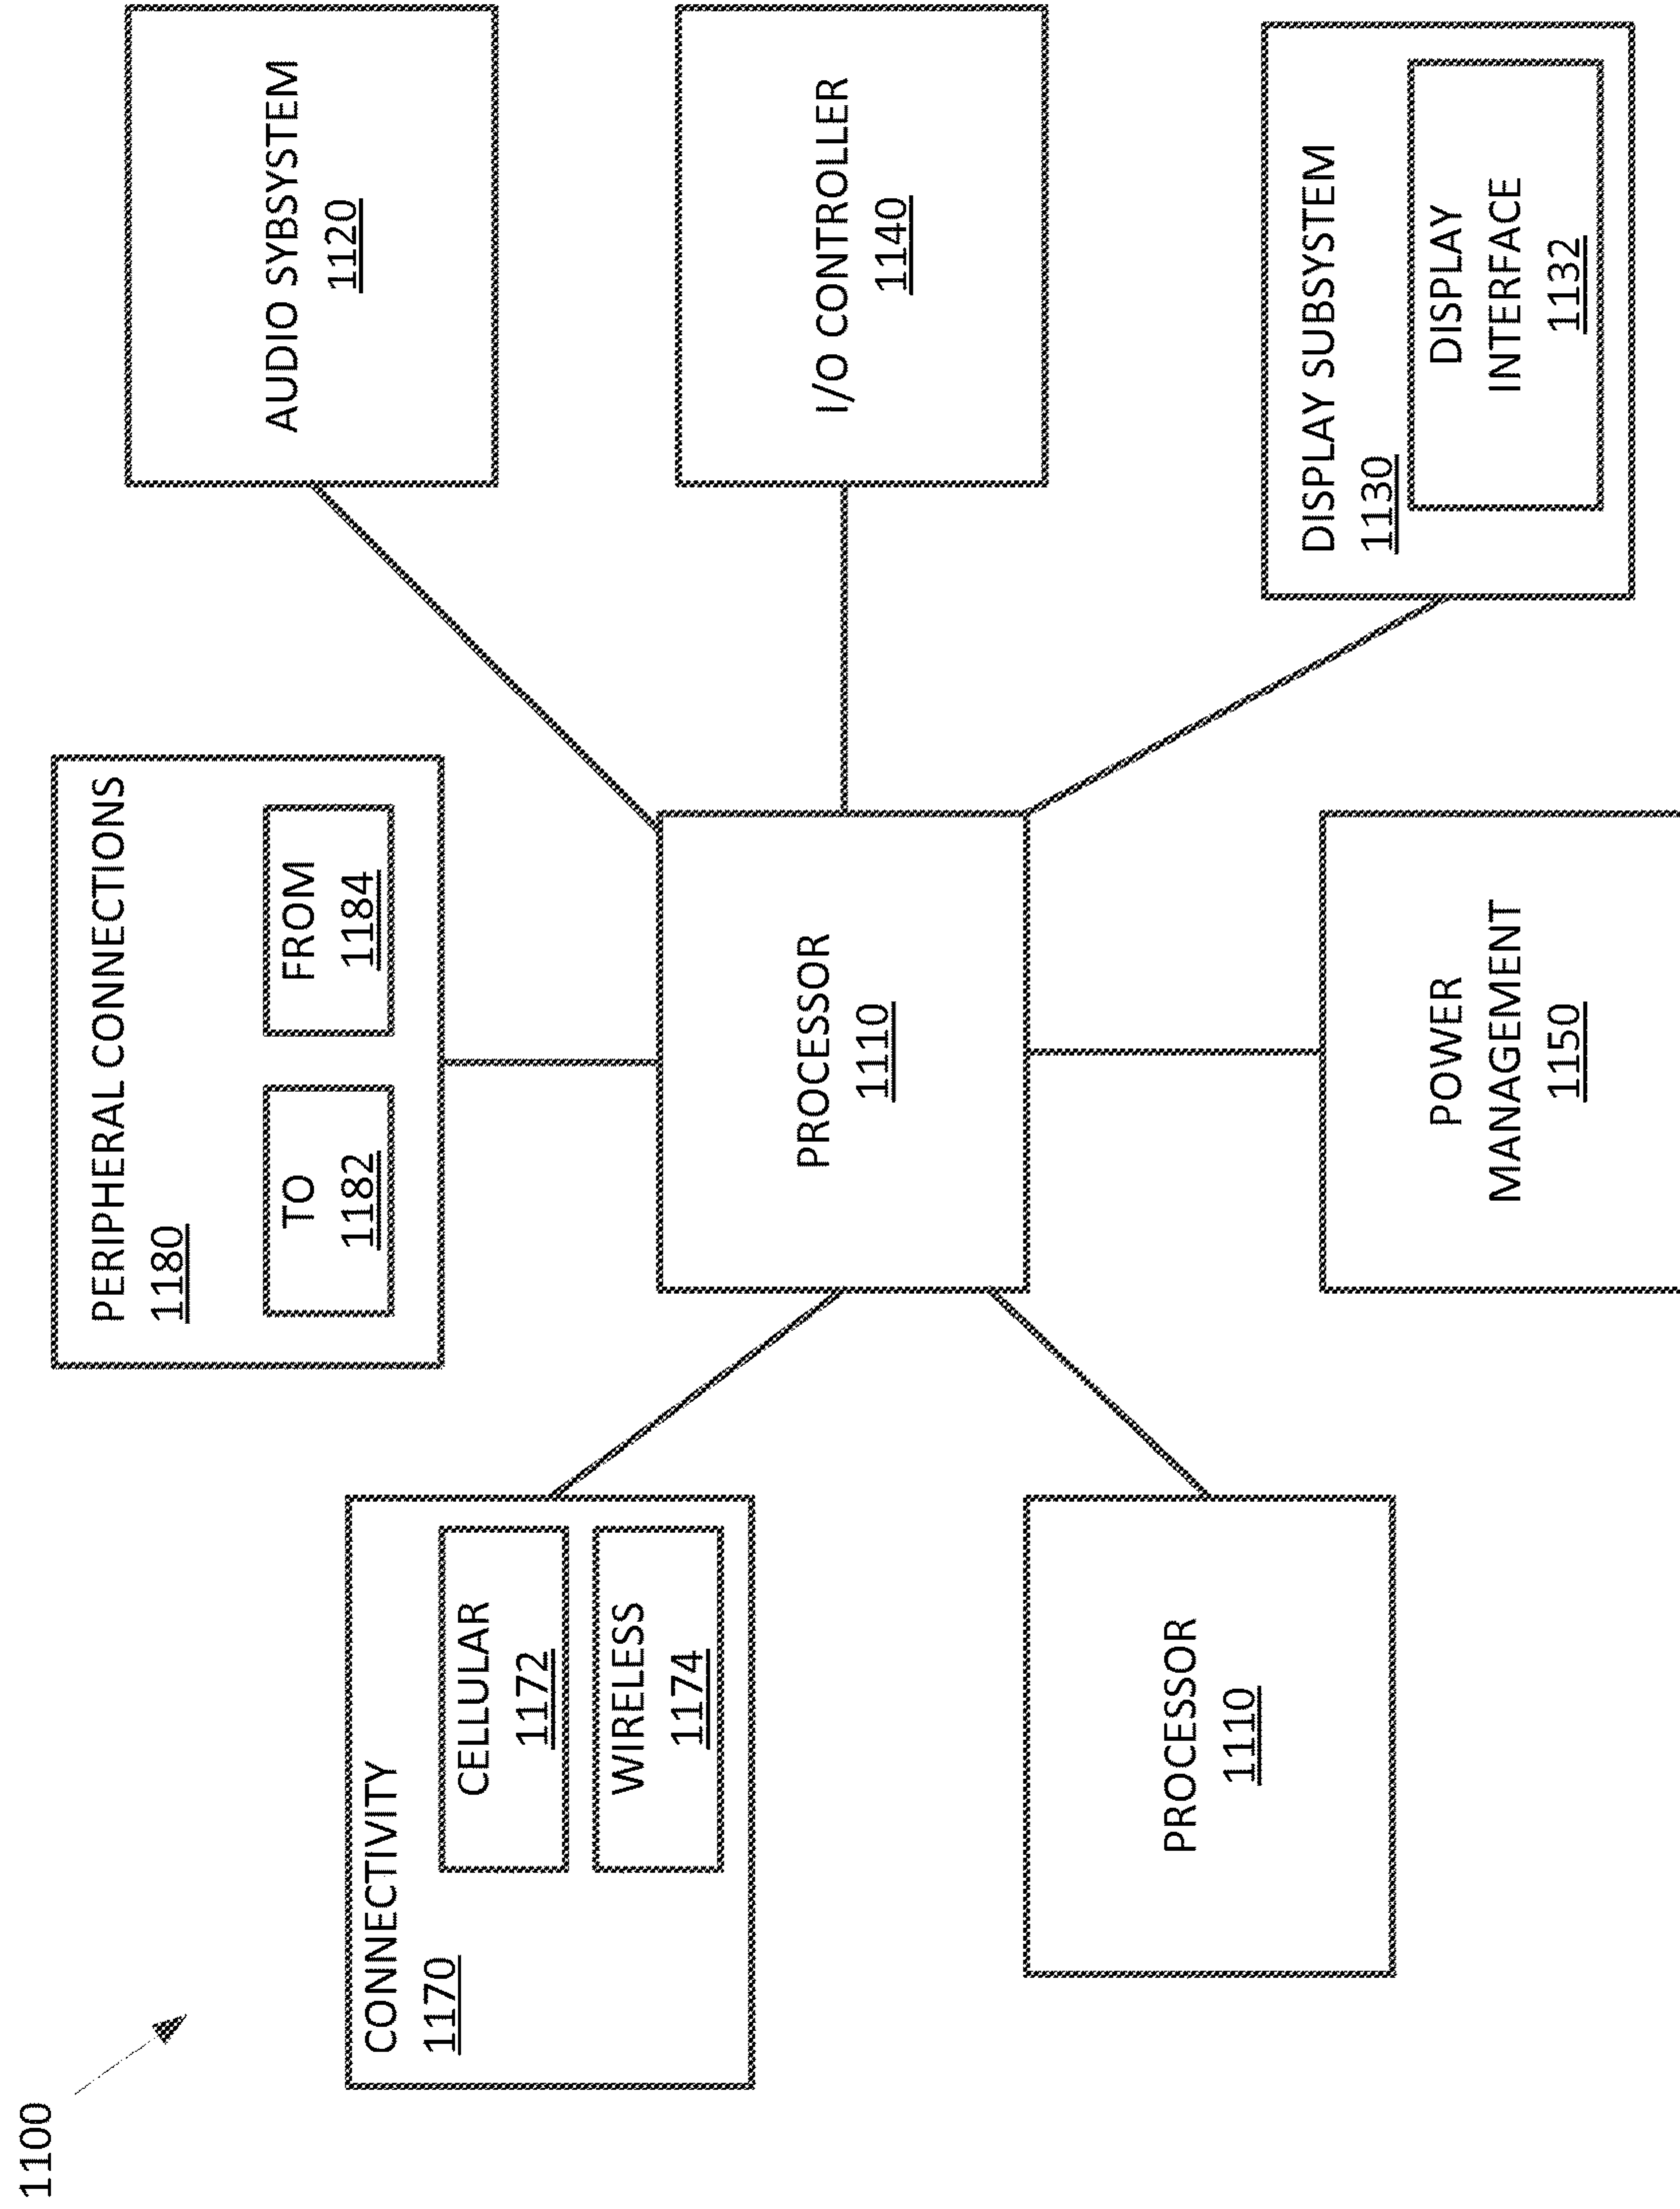 1100
PERIPHERAL CONNECTIONS
1180
TO
1182
FROM
1184
CONNECTIVITY
1170
CELLULAR
1172
WIRELESS
1174
AUDIO SYBSYSTEM
1120
PROCESSOR
1110
I/O CONTROLLER
1140
PROCESSOR
1110
POWER
MANAGEMENT
1150
DISPLAY SUBSYSTEM
1130
DISPLAY
INTERFACE
1132